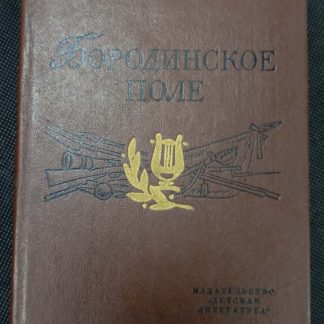 БОРОДИНСКОЕ
ПОЛЕ
ИЗДАТЕЛЬСТВО
«ДЕТСКАЯ
ЛИТЕРАТУРА»